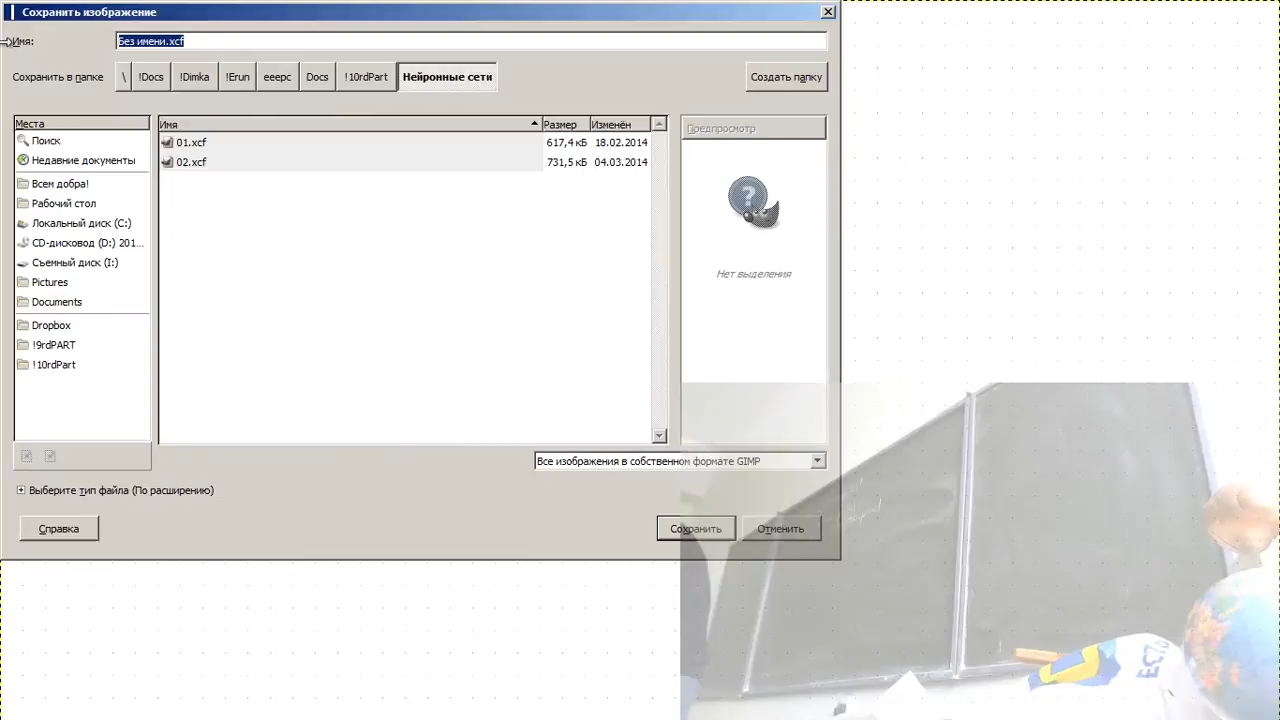 Сохранить изображение
Имя:
Без имени.xcf
Сохранить в папке
\ !Docs !Dimka !Erun eeepc Docs !10rdPart Нейронные сети
Создать папку
Места
Поиск
Недавние документы
Всем добра!
Рабочий стол
Локальный диск (C:)
CD-дисковод (D:) 201...
Съемный диск (I:)
Pictures
Documents
Dropbox
!9rdPART
!10rdPart
Имя Размер Изменён
01.xcf 617,4 кБ 18.02.2014
02.xcf 731,5 кБ 04.03.2014
Предпросмотр
Нет выделения
Все изображения в собственном формате GIMP
Выберите тип файла (По расширению)
Справка
Сохранить
Отменить